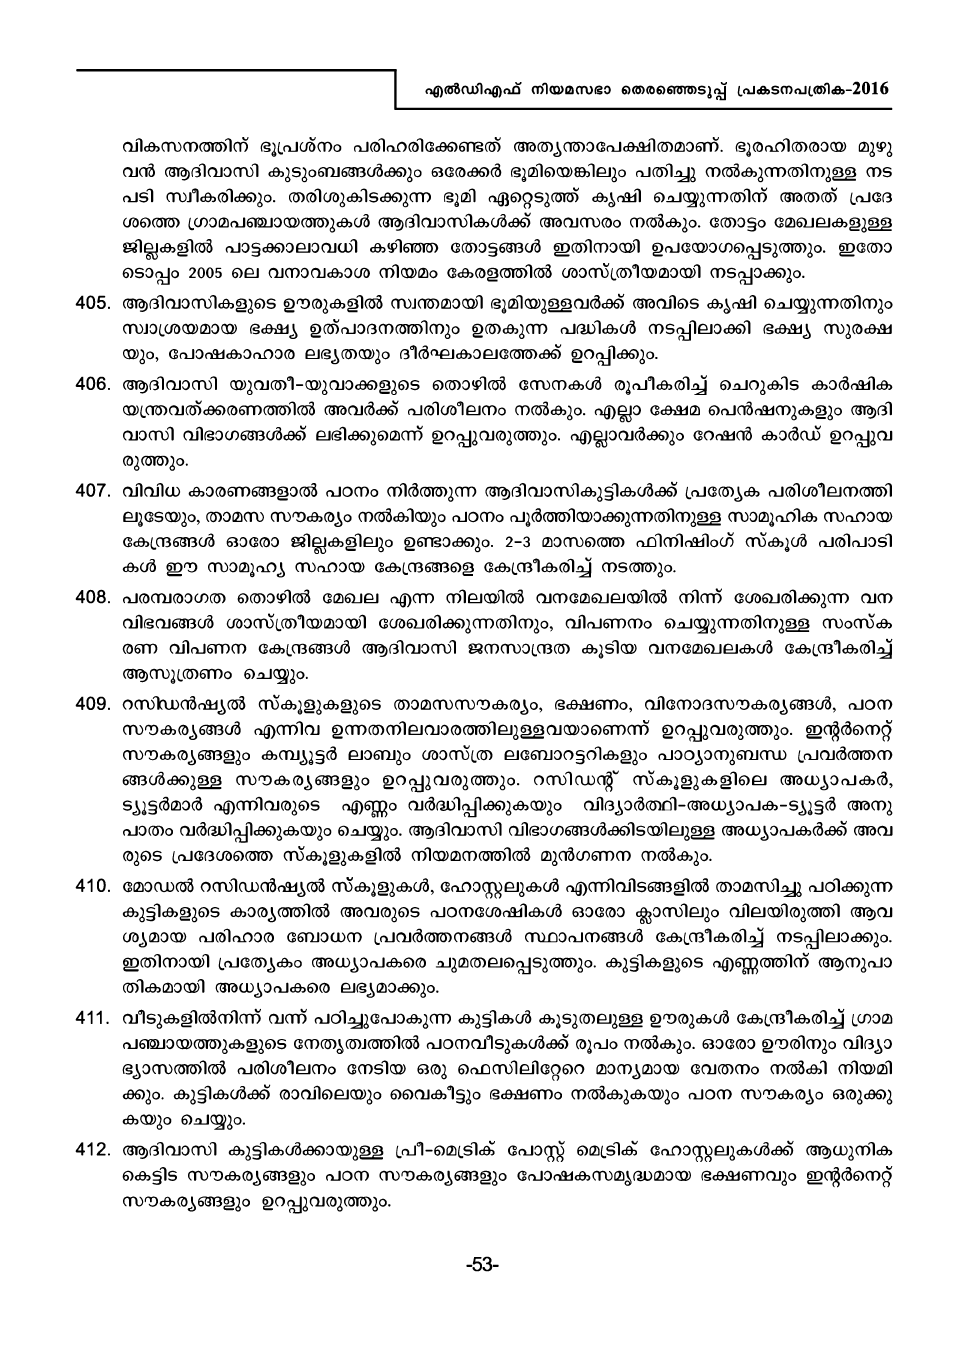 എൽഡിഎഫ് നിയമസഭാ തെരഞ്ഞെടുപ്പ് പ്രകടനപത്രിക-2016
വികസനത്തിന് ഭൂപ്രശ്നം പരിഹരിക്കേണ്ടത് അത്യന്താപേക്ഷിതമാണ്. ഭൂരഹിതരായ മുഴു
വൻ ആദിവാസി കുടുംബങ്ങൾക്കും ഒരേക്കർ ഭൂമിയെങ്കിലും പതിച്ചു നൽകുന്നതിനുള്ള നട
പടി സ്വീകരിക്കും. തരിശുകിടക്കുന്ന ഭൂമി ഏറ്റെടുത്ത് കൃഷി ചെയ്യുന്നതിന് അതത് പ്രദേ
ശത്തെ ഗ്രാമപഞ്ചായത്തുകൾ ആദിവാസികൾക്ക് അവസരം നൽകും. തോട്ടം മേഖലകളുള്ള
ജില്ലകളിൽ പാട്ടക്കാലാവധി കഴിഞ്ഞ തോട്ടങ്ങൾ ഇതിനായി ഉപയോഗപ്പെടുത്തും. ഇതോ
ടൊപ്പം 2005 ലെ വനാവകാശ നിയമം കേരളത്തിൽ ശാസ്ത്രീയമായി നടപ്പാക്കും.
405. ആദിവാസികളുടെ ഊരുകളിൽ സ്വന്തമായി ഭൂമിയുള്ളവർക്ക് അവിടെ കൃഷി ചെയ്യുന്നതിനും
സ്വാശ്രയമായ ഭക്ഷ്യ ഉത്പാദനത്തിനും ഉതകുന്ന പദ്ധികൾ നടപ്പിലാക്കി ഭക്ഷ്യ സുരക്ഷ
യും, പോഷകാഹാര ലഭ്യതയും ദീർഘകാലത്തേക്ക് ഉറപ്പിക്കും.
406. ആദിവാസി യുവതീ-യുവാക്കളുടെ തൊഴിൽ സേനകൾ രൂപീകരിച്ച് ചെറുകിട കാർഷിക
യന്ത്രവത്ക്കരണത്തിൽ അവർക്ക് പരിശീലനം നൽകും. എല്ലാ ക്ഷേമ പെൻഷനുകളും ആദി
വാസി വിഭാഗങ്ങൾക്ക് ലഭിക്കുമെന്ന് ഉറപ്പുവരുത്തും. എല്ലാവർക്കും റേഷൻ കാർഡ് ഉറപ്പുവ
രുത്തും.
407. വിവിധ കാരണങ്ങളാൽ പഠനം നിർത്തുന്ന ആദിവാസികുട്ടികൾക്ക് പ്രത്യേക പരിശീലനത്തി
ലൂടേയും, താമസ സൗകര്യം നൽകിയും പഠനം പൂർത്തിയാക്കുന്നതിനുള്ള സാമൂഹിക സഹായ
കേന്ദ്രങ്ങൾ ഓരോ ജില്ലകളിലും ഉണ്ടാക്കും. 2-3 മാസത്തെ ഫിനിഷിംഗ് സ്കൂൾ പരിപാടി
കൾ ഈ സാമൂഹ്യ സഹായ കേന്ദ്രങ്ങളെ കേന്ദ്രീകരിച്ച് നടത്തും.
408. പരമ്പരാഗത തൊഴിൽ മേഖല എന്ന നിലയിൽ വനമേഖലയിൽ നിന്ന് ശേഖരിക്കുന്ന വന
വിഭവങ്ങൾ ശാസ്ത്രീയമായി ശേഖരിക്കുന്നതിനും, വിപണനം ചെയ്യുന്നതിനുള്ള സംസ്ക
രണ വിപണന കേന്ദ്രങ്ങൾ ആദിവാസി ജനസാന്ദ്രത കൂടിയ വനമേഖലകൾ കേന്ദ്രീകരിച്ച്
ആസൂത്രണം ചെയ്യും.
409. റസിഡൻഷ്യൽ സ്കൂളുകളുടെ താമസസൗകര്യം, ഭക്ഷണം, വിനോദസൗകര്യങ്ങൾ, പഠന
സൗകര്യങ്ങൾ എന്നിവ ഉന്നതനിലവാരത്തിലുള്ളവയാണെന്ന് ഉറപ്പുവരുത്തും. ഇന്റർനെറ്റ്
സൗകര്യങ്ങളും കമ്പ്യൂട്ടർ ലാബും ശാസ്ത്ര ലബോറട്ടറികളും പാഠ്യാനുബന്ധ പ്രവർത്തന
ങ്ങൾക്കുള്ള സൗകര്യങ്ങളും ഉറപ്പുവരുത്തും. റസിഡന്റ് സ്കൂളുകളിലെ അധ്യാപകർ,
ട്യൂട്ടർമാർ എന്നിവരുടെ എണ്ണം വർദ്ധിപ്പിക്കുകയും വിദ്യാർത്ഥി-അധ്യാപക-ട്യൂട്ടർ അനു
പാതം വർദ്ധിപ്പിക്കുകയും ചെയ്യും. ആദിവാസി വിഭാഗങ്ങൾക്കിടയിലുള്ള അധ്യാപകർക്ക് അവ
രുടെ പ്രദേശത്തെ സ്കൂളുകളിൽ നിയമനത്തിൽ മുൻഗണന നൽകും.
410. മോഡൽ റസിഡൻഷ്യൽ സ്കൂളുകൾ, ഹോസ്റ്റലുകൾ എന്നിവിടങ്ങളിൽ താമസിച്ചു പഠിക്കുന്ന
കുട്ടികളുടെ കാര്യത്തിൽ അവരുടെ പഠനശേഷികൾ ഓരോ ക്ലാസിലും വിലയിരുത്തി ആവ
ശ്യമായ പരിഹാര ബോധന പ്രവർത്തനങ്ങൾ സ്ഥാപനങ്ങൾ കേന്ദ്രീകരിച്ച് നടപ്പിലാക്കും.
ഇതിനായി പ്രത്യേകം അധ്യാപകരെ ചുമതലപ്പെടുത്തും. കുട്ടികളുടെ എണ്ണത്തിന് ആനുപാ
തികമായി അധ്യാപകരെ ലഭ്യമാക്കും.
411. വീടുകളിൽനിന്ന് വന്ന് പഠിച്ചുപോകുന്ന കുട്ടികൾ കൂടുതലുള്ള ഊരുകൾ കേന്ദ്രീകരിച്ച് ഗ്രാമ
പഞ്ചായത്തുകളുടെ നേതൃത്വത്തിൽ പഠനവീടുകൾക്ക് രൂപം നൽകും. ഓരോ ഊരിനും വിദ്യാ
ഭ്യാസത്തിൽ പരിശീലനം നേടിയ ഒരു ഫെസിലിറ്റേറെ മാന്യമായ വേതനം നൽകി നിയമി
ക്കും. കുട്ടികൾക്ക് രാവിലെയും വൈകീട്ടും ഭക്ഷണം നൽകുകയും പഠന സൗകര്യം ഒരുക്കു
കയും ചെയ്യും.
412. ആദിവാസി കുട്ടികൾക്കായുള്ള പ്രീ-മെട്രിക് പോസ്റ്റ് മെട്രിക് ഹോസ്റ്റലുകൾക്ക് ആധുനിക
കെട്ടിട സൗകര്യങ്ങളും പഠന സൗകര്യങ്ങളും പോഷകസമൃദ്ധമായ ഭക്ഷണവും ഇന്റർനെറ്റ്
സൗകര്യങ്ങളും ഉറപ്പുവരുത്തും.
-53-